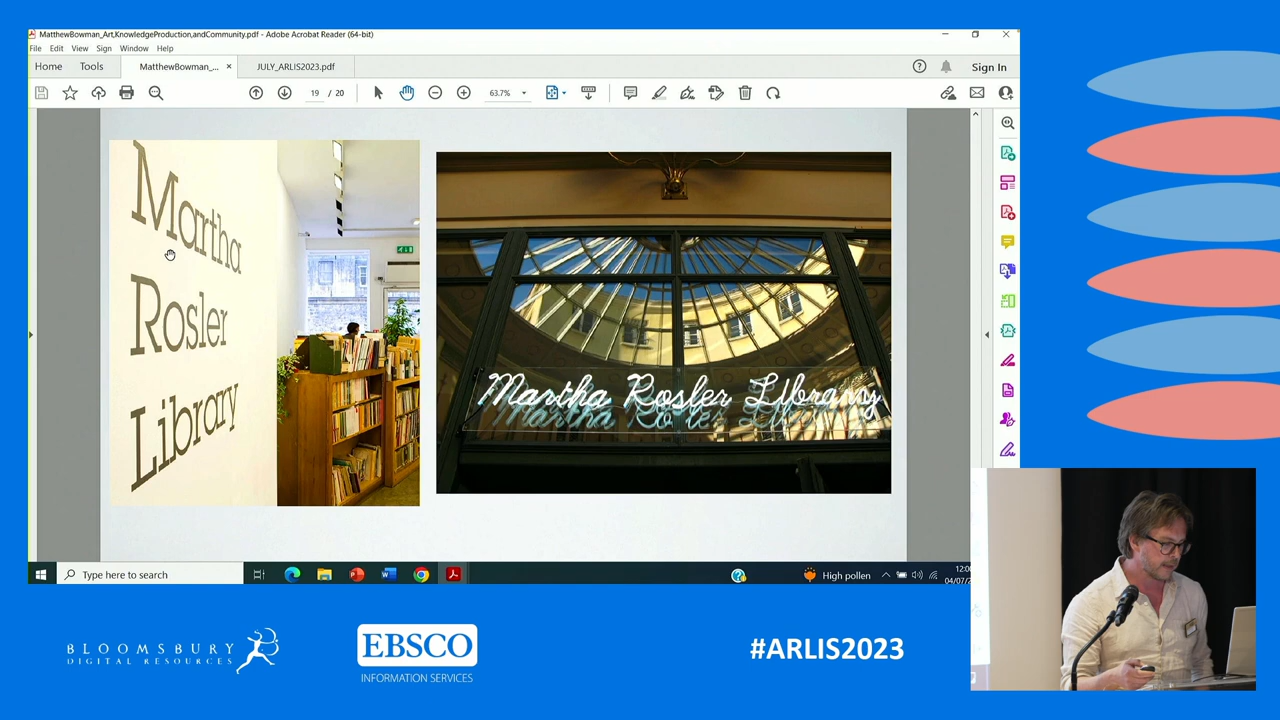 MatthewBowman_Art,KnowledgeProduction,andCommunity.pdf - Adobe Acrobat Reader (64-bit)
File Edit View Sign Window Help
Home Tools MatthewBowman_... × JULY_ARLIS2023.pdf Sign In
19 / 20 63.7%
Martha
Rosler
Library
Martha Rosler Library
Type here to search
High pollen
12:0
04/07/2
BLOOMSBURY
DIGITAL RESOURCES
EBSCO
INFORMATION SERVICES
#ARLIS2023